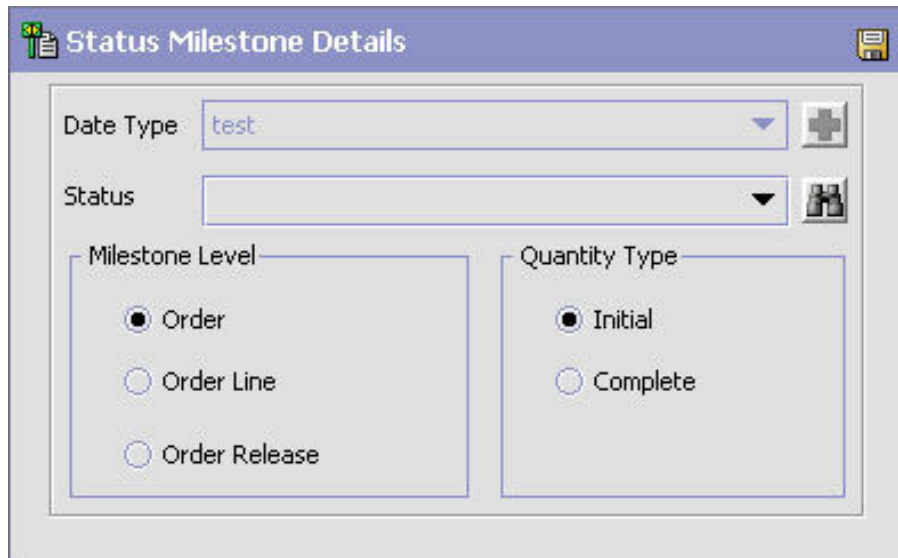 Status Milestone Details
Date Type test
Status
Milestone Level
Order
Order Line
Order Release
Quantity Type
Initial
Complete